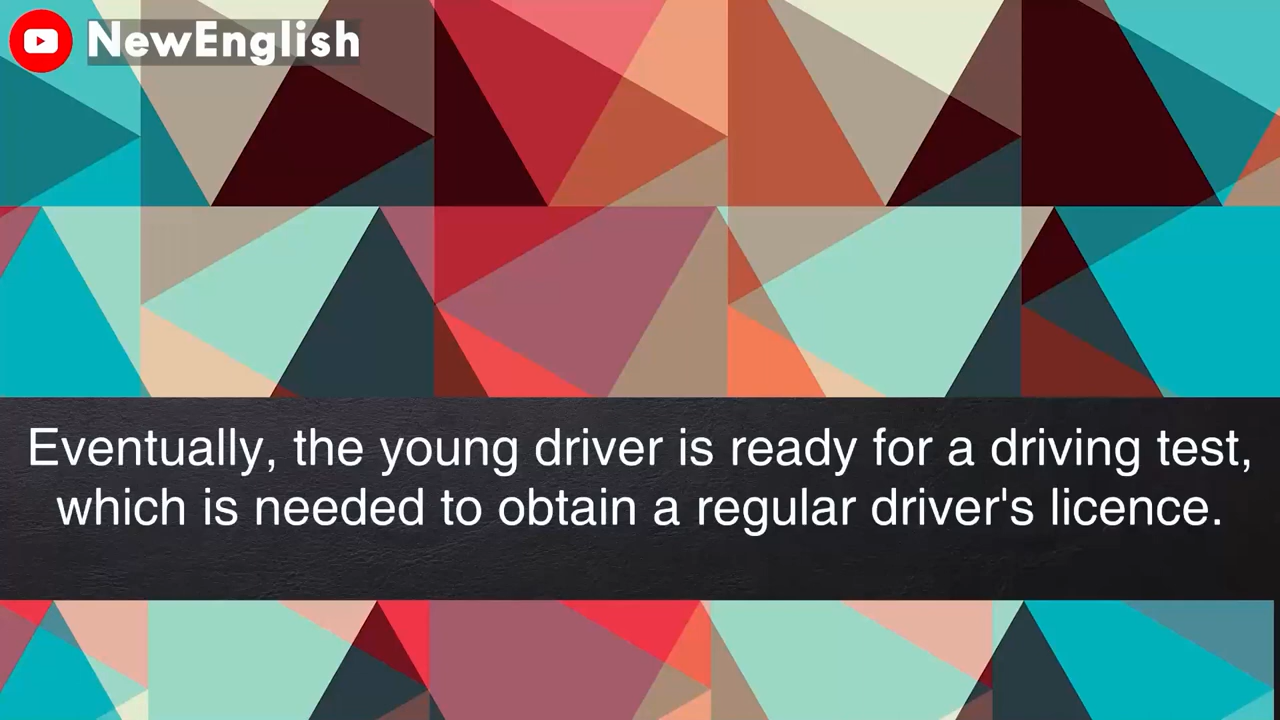 NewEnglish
Eventually, the young driver is ready for a driving test,
which is needed to obtain a regular driver's licence.